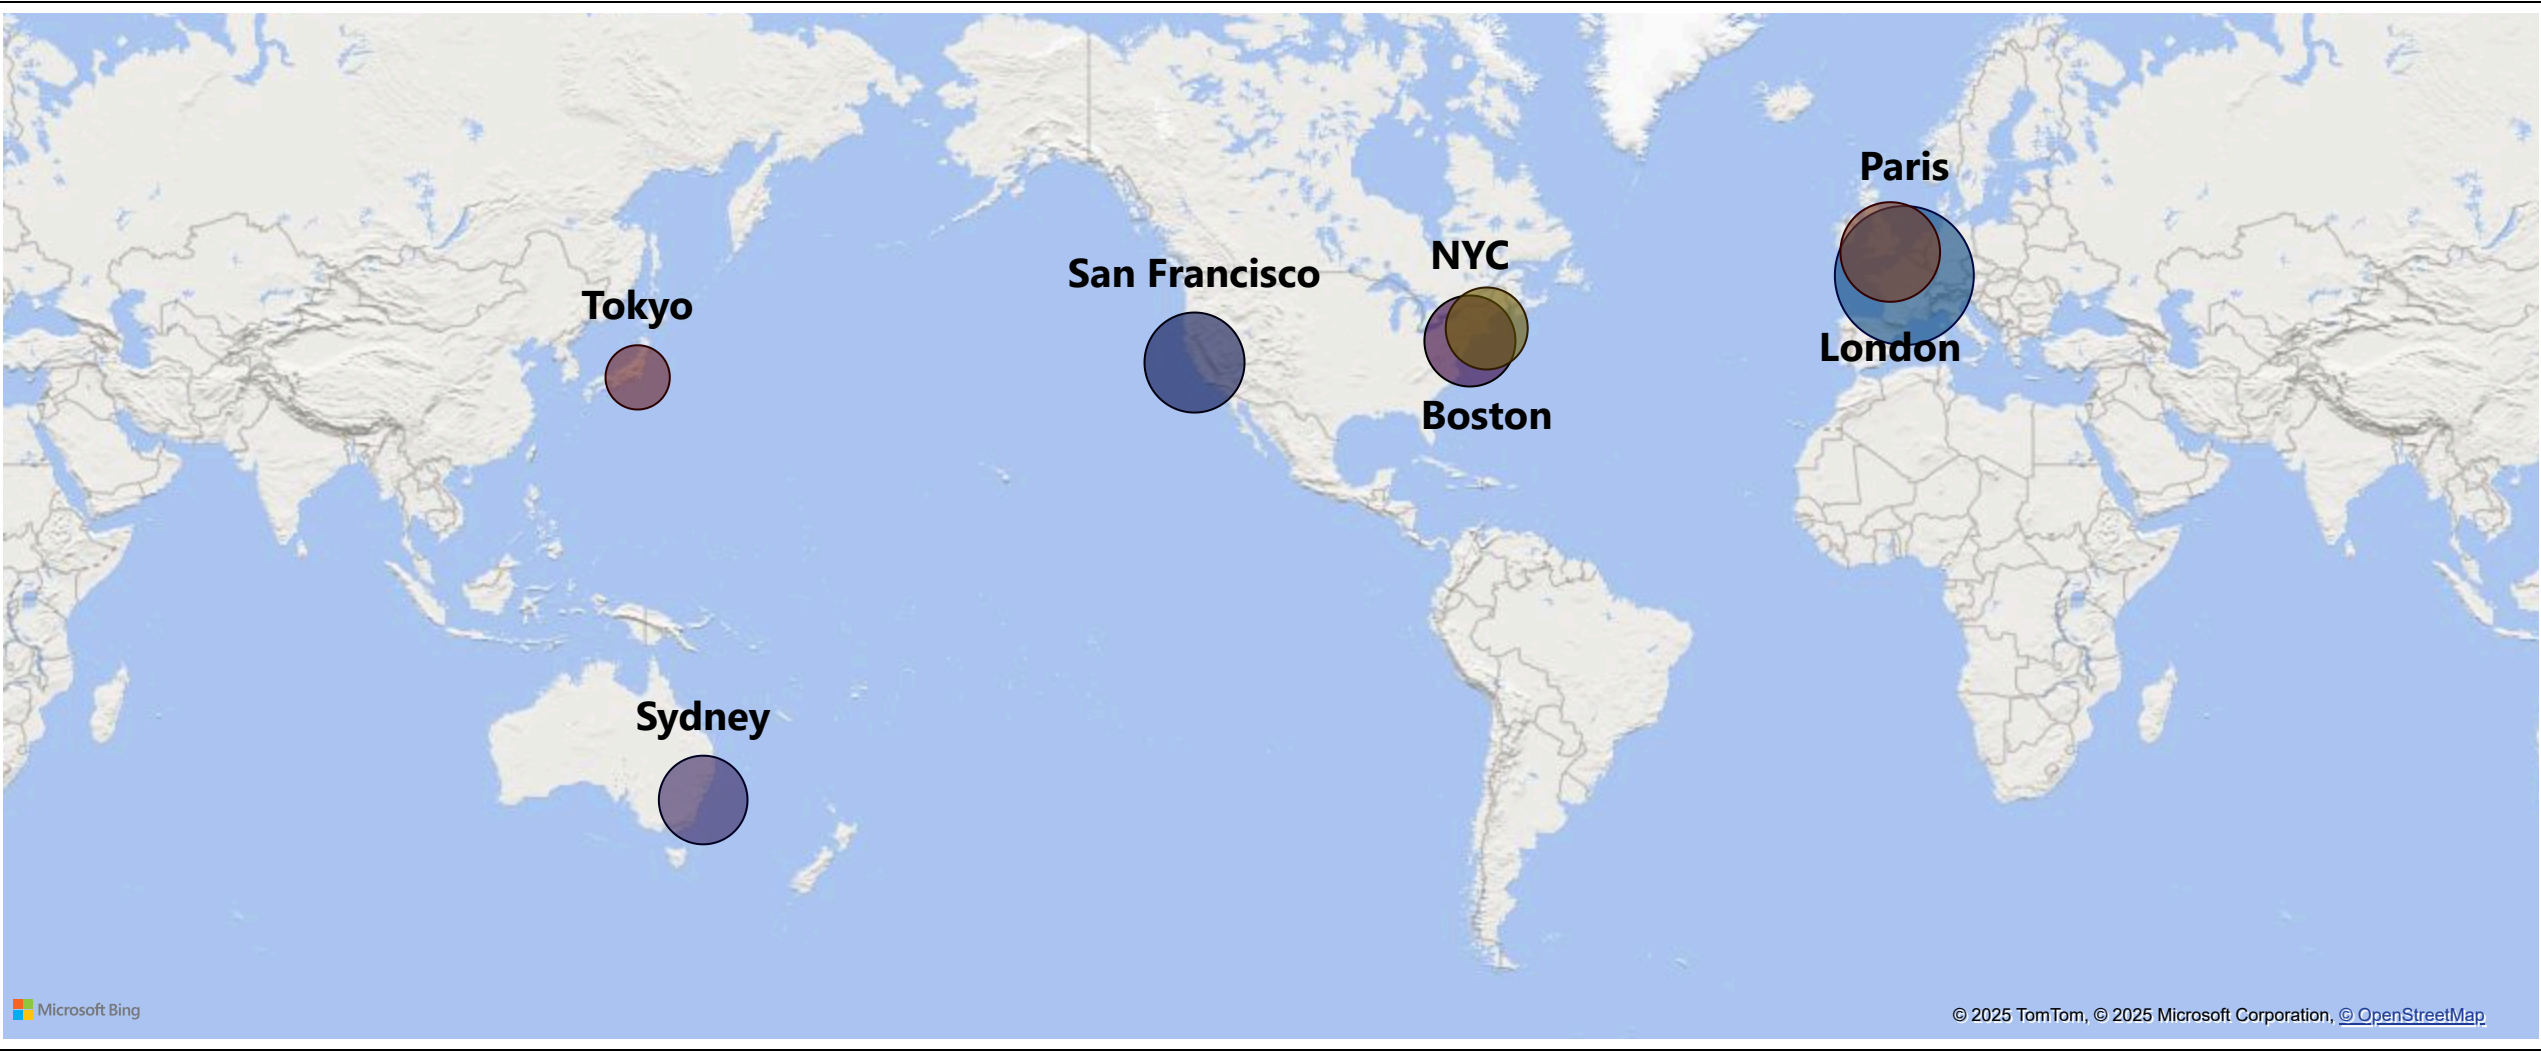 Paris
NYC
San Francisco
Tokyo
London
Boston
Sydney
Microsoft Bing
© 2025 TomTom, © 2025 Microsoft Corporation, © OpenStreetMap